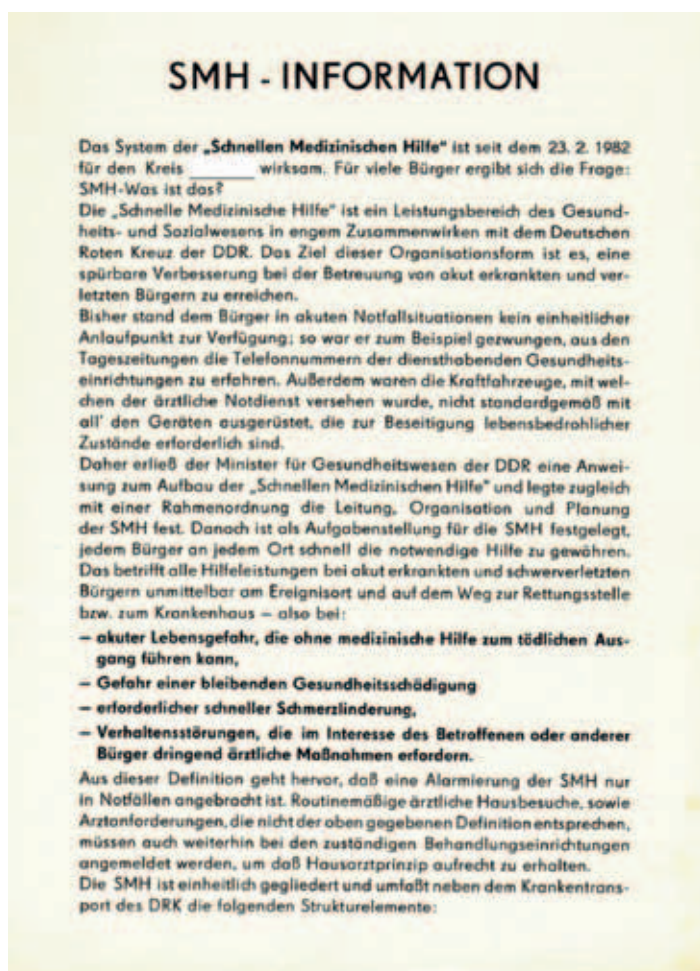 SMH - INFORMATION
Das System der „Schnellen Medizinischen Hilfe" ist seit dem 23. 2. 1982
für den Kreis ______ wirksam. Für viele Bürger ergibt sich die Frage:
SMH-Was ist das?
Die „Schnelle Medizinische Hilfe" ist ein Leistungsbereich des Gesund-
heits- und Sozialwesens in engem Zusammenwirken mit dem Deutschen
Roten Kreuz der DDR. Das Ziel dieser Organisationsform ist es, eine
spürbare Verbesserung bei der Betreuung von akut erkrankten und ver-
letzten Bürgern zu erreichen.
Bisher stand dem Bürger in akuten Notfallsituationen kein einheitlicher
Anlaufpunkt zur Verfügung; so war er zum Beispiel gezwungen, aus den
Tageszeitungen die Telefonnummern der diensthabenden Gesundheits-
einrichtungen zu erfahren. Außerdem waren die Kraftfahrzeuge, mit wel-
chen der ärztliche Notdienst versehen wurde, nicht standardgemäß mit
all' den Geräten ausgerüstet, die zur Beseitigung lebensbedrohlicher
Zustände erforderlich sind.
Daher erließ der Minister für Gesundheitswesen der DDR eine Anwei-
sung zum Aufbau der „Schnellen Medizinischen Hilfe" und legte zugleich
mit einer Rahmenordnung die Leitung, Organisation und Planung
der SMH fest. Danach ist als Aufgabenstellung für die SMH festgelegt,
jedem Bürger an jedem Ort schnell die notwendige Hilfe zu gewähren.
Das betrifft alle Hilfeleistungen bei akut erkrankten und schwerverletzten
Bürgern unmittelbar am Ereignisort und auf dem Weg zur Rettungsstelle
bzw. zum Krankenhaus – also bei:
– akuter Lebensgefahr, die ohne medizinische Hilfe zum tödlichen Aus-
gang führen kann,
– Gefahr einer bleibenden Gesundheitsschädigung
– erforderlicher schneller Schmerzlinderung,
– Verhaltensstörungen, die im Interesse des Betroffenen oder anderer
Bürger dringend ärztliche Maßnahmen erfordern.
Aus dieser Definition geht hervor, daß eine Alarmierung der SMH nur
in Notfällen angebracht ist. Routinemäßige ärztliche Hausbesuche, sowie
Arztanforderungen, die nicht der oben gegebenen Definition entsprechen,
müssen auch weiterhin bei den zuständigen Behandlungseinrichtungen
angemeldet werden, um daß Hausarztprinzip aufrecht zu erhalten.
Die SMH ist einheitlich gegliedert und umfaßt neben dem Krankentrans-
port des DRK die folgenden Strukturelemente: